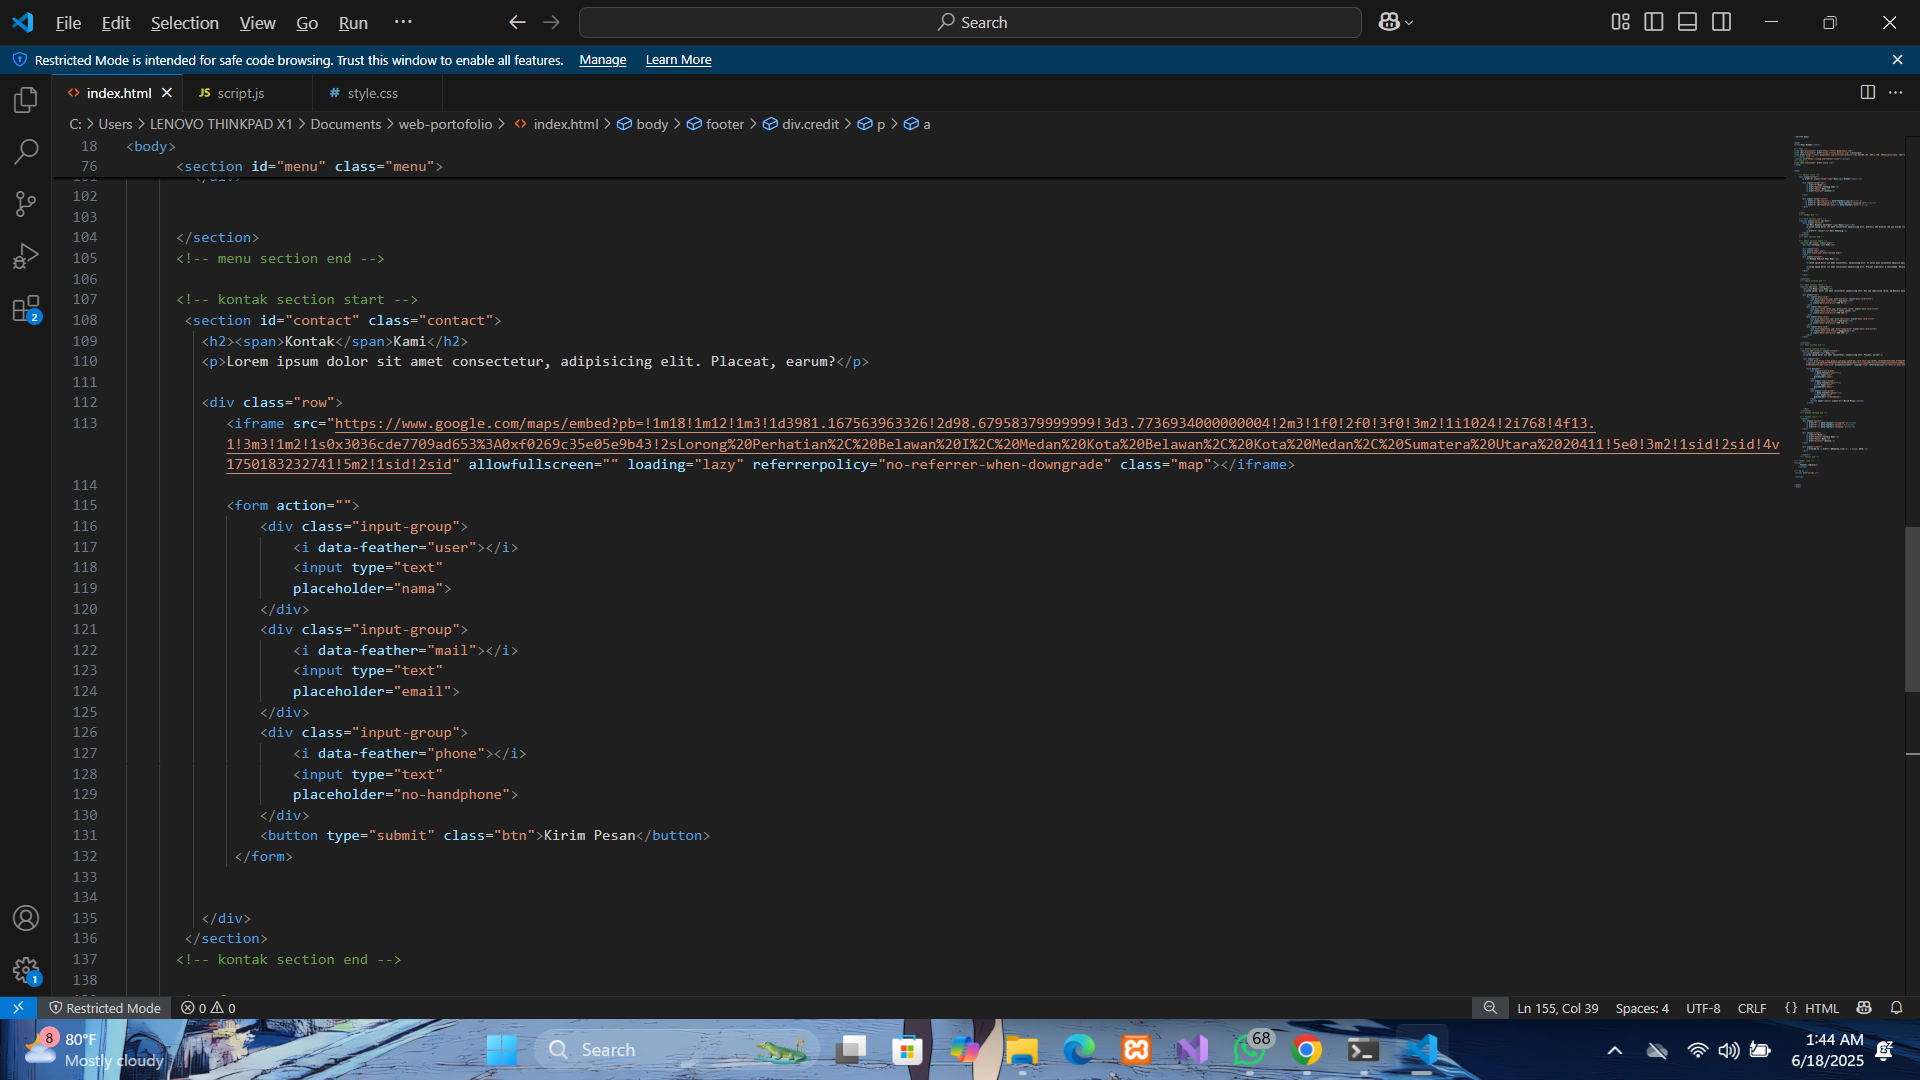 File Edit Selection View Go Run ··· Search
Restricted Mode is intended for safe code browsing. Trust this window to enable all features. Manage Learn More
index.html JS script.js # style.css
C: > Users > LENOVO THINKPAD X1 > Documents > web-portofolio > index.html > body > footer > div.credit > p > a
18 <body>
76 <section id="menu" class="menu">
102
103
104 </section>
105 <!-- menu section end -->
106
107 <!-- kontak section start -->
108 <section id="contact" class="contact">
109 <h2><span>Kontak</span>Kami</h2>
110 <p>Lorem ipsum dolor sit amet consectetur, adipisicing elit. Placeat, earum?</p>
111
112 <div class="row">
113 <iframe src="https://www.google.com/maps/embed?pb=!1m18!1m12!1m3!1d3981.167563963326!2d98.67958379999999!3d3.7736934000000004!2m3!1f0!2f0!3f0!3m2!1i1024!2i768!4f13.
1!3m3!1m2!1s0x3036cde7709ad653%3A0xf0269c35e05e9b43!2sLorong%20Perhatian%2C%20Belawan%20I%2C%20Medan%20Kota%20Belawan%2C%20Kota%20Medan%2C%20Sumatera%20Utara%2020411!5e0!3m2!1sid!2sid!4v
1750183232741!5m2!1sid!2sid" allowfullscreen="" loading="lazy" referrerpolicy="no-referrer-when-downgrade" class="map"></iframe>
114
115 <form action="">
116 <div class="input-group">
117 <i data-feather="user"></i>
118 <input type="text"
119 placeholder="nama">
120 </div>
121 <div class="input-group">
122 <i data-feather="mail"></i>
123 <input type="text"
124 placeholder="email">
125 </div>
126 <div class="input-group">
127 <i data-feather="phone"></i>
128 <input type="text"
129 placeholder="no-handphone">
130 </div>
131 <button type="submit" class="btn">Kirim Pesan</button>
132 </form>
133
134
135 </div>
136 </section>
137 <!-- kontak section end -->
138
2
1
Restricted Mode 0 0 Ln 155, Col 39 Spaces: 4 UTF-8 CRLF {} HTML
8 80°F
Mostly cloudy
Search
68
1:44 AM
6/18/2025